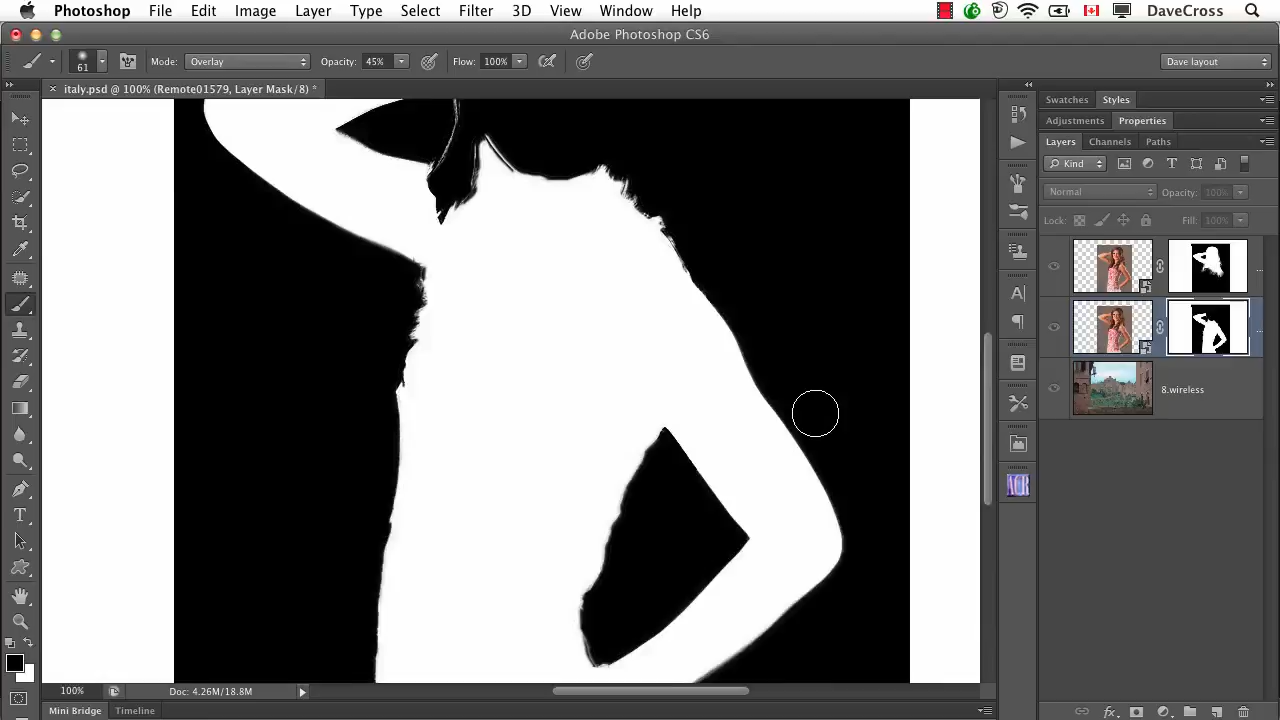 Photoshop File Edit Image Layer Type Select Filter 3D View Window Help DaveCross
Adobe Photoshop CS6
61 Mode: Overlay Opacity: 45% Flow: 100% Dave layout
× italy.psd @ 100% (Remote01579, Layer Mask/8) *
Swatches Styles
Adjustments Properties
Layers Channels Paths
Kind
Normal Opacity: 100%
Lock: Fill: 100%
8.wireless
100% Doc: 4.26M/18.8M
Mini Bridge Timeline